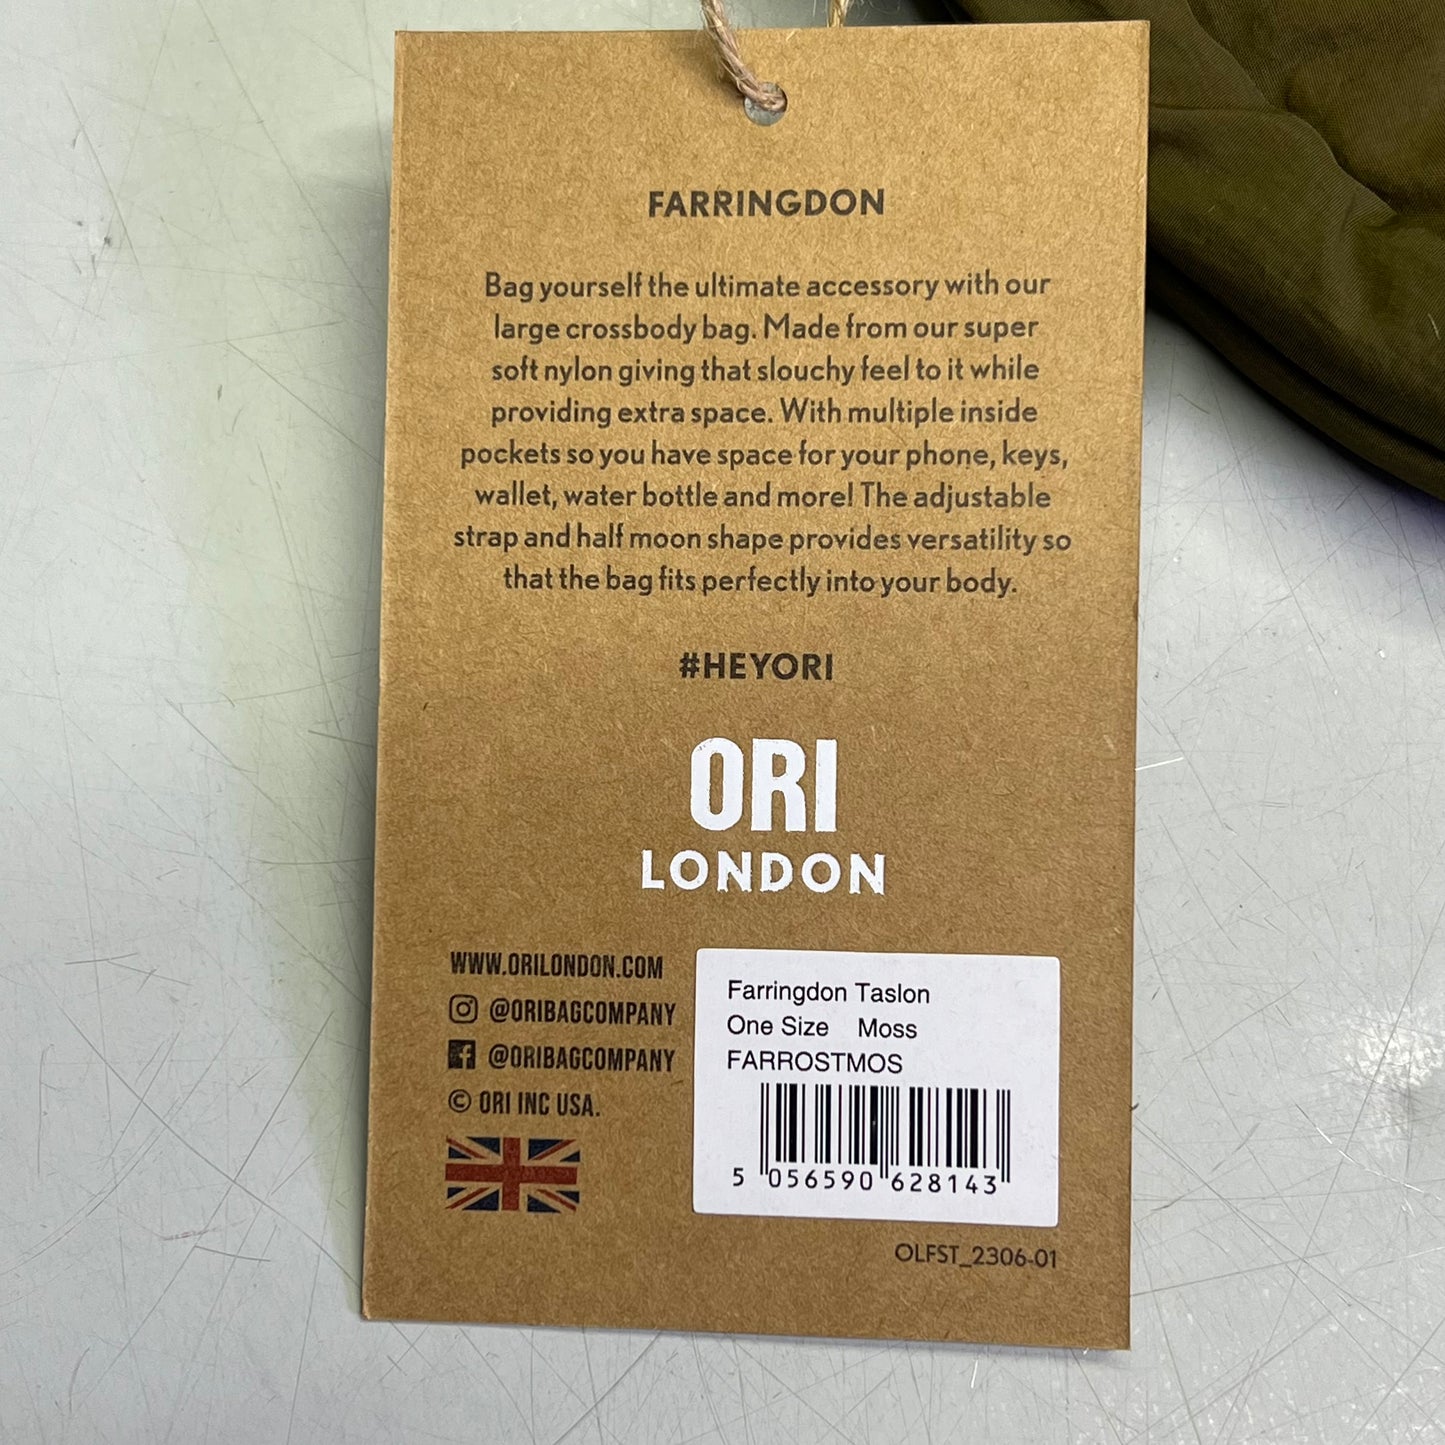 FARRINGDON
Bag yourself the ultimate accessory with our
large crossbody bag. Made from our super
soft nylon giving that slouchy feel to it while
providing extra space. With multiple inside
pockets so you have space for your phone, keys,
wallet, water bottle and more! The adjustable
strap and half moon shape provides versatility so
that the bag fits perfectly into your body.
#HEYORI
ORI
LONDON
WWW.ORILONDON.COM
@ORIBAGCOMPANY
@ORIBAGCOMPANY
© ORI INC USA.
Farringdon Taslon
One Size Moss
FARROSTMOS
5 056590 628143
OLFST_2306-01